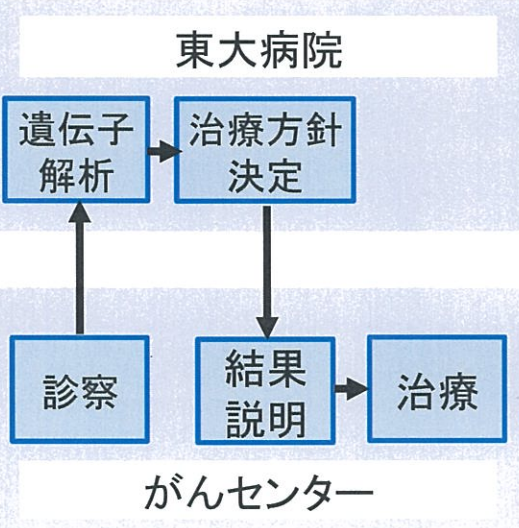 東大病院
遺伝子
解析
治療方針
決定
診察
結果
説明
治療
がんセンター